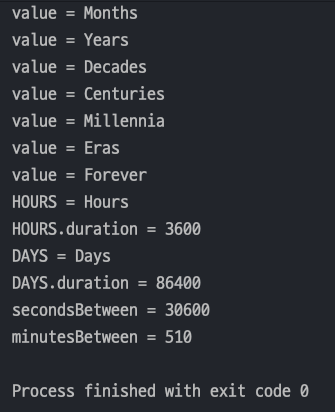 value = Months
value = Years
value = Decades
value = Centuries
value = Millennia
value = Eras
value = Forever
HOURS = Hours
HOURS.duration = 3600
DAYS = Days
DAYS.duration = 86400
secondsBetween = 30600
minutesBetween = 510
Process finished with exit code 0